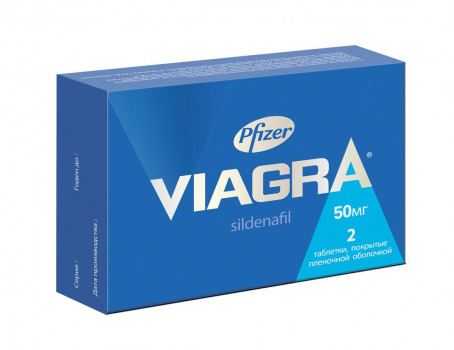 Pfizer
VIAGRA®
sildenafil
50мг
2
таблетки, покрытые
пленочной оболочкой
Годен до :
Дата производства :
Серия :